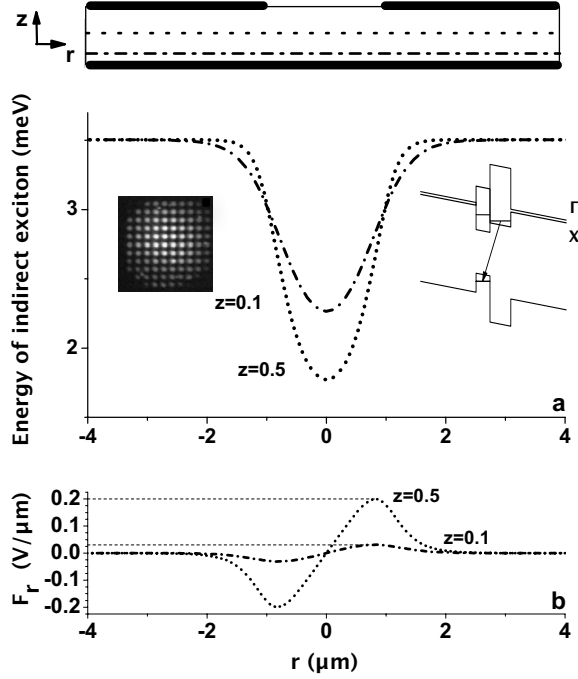 z
r
Energy of indirect exciton (meV)
3
2
z=0.1
z=0.5
Γ
X
a
-4 -2 0 2 4
F_r (V/μm)
0.2
0.1
0.0
-0.1
-0.2
z=0.5
z=0.1
b
-4 -2 0 2 4
r (μm)